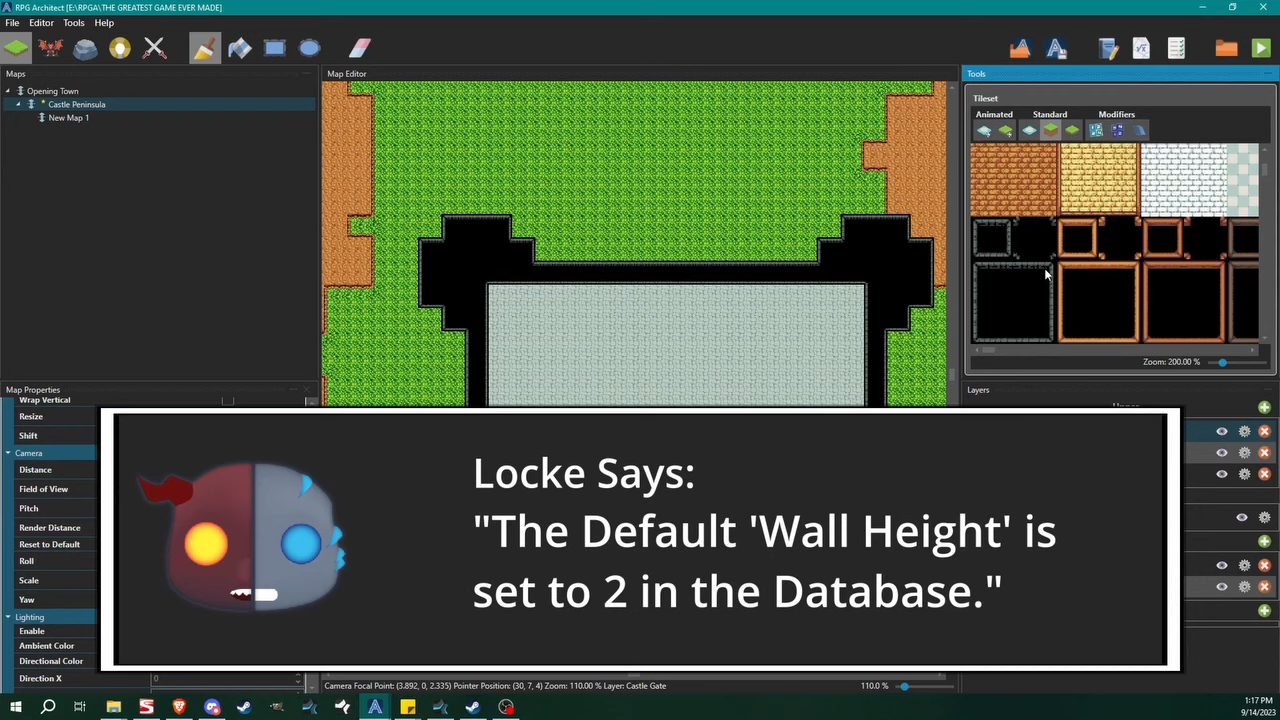 RPG Architect (E:\RPGA\THE GREATEST GAME EVER MADE)
File Editor Tools Help
Maps
Map Editor
Tools
Opening Town
* Castle Peninsula
New Map 1
Tileset
Animated Standard Modifiers
Zoom: 200.00 %
Map Properties
Layers
Wrap Vertical
Resize
Shift
Camera
Distance
Field of View
Pitch
Render Distance
Reset to Default
Roll
Scale
Yaw
Lighting
Enable
Ambient Color
Directional Color
Direction X
0
Locke Says:
"The Default 'Wall Height' is
set to 2 in the Database."
Camera Focal Point: (3.892, 0, 2.335) Pointer Position: (30, 7, 4) Zoom: 110.00 % Layer: Castle Gate
110.0 %
1:17 PM
9/14/2023